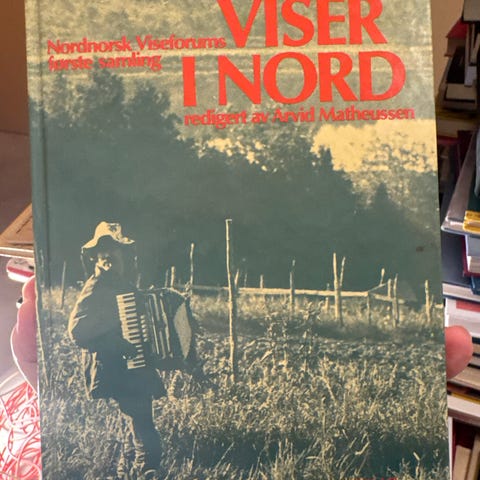 VISER
Nordnorsk Viseforums
første samling
I NORD
redigert av Arvid Matheussen